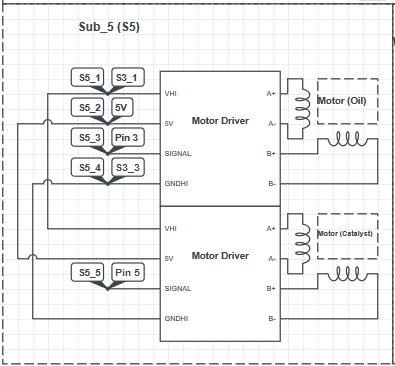 Sub_5 (S5)
S5_1 S3_1
VHI A+
S5_2 5V
Motor (Oil)
5V Motor Driver A-
S5_3 Pin 3
SIGNAL B+
S5_4 S3_3
GNDHI B-
VHI A+
Motor (Catalyst)
5V Motor Driver A-
S5_5 Pin 5
SIGNAL B+
GNDHI B-